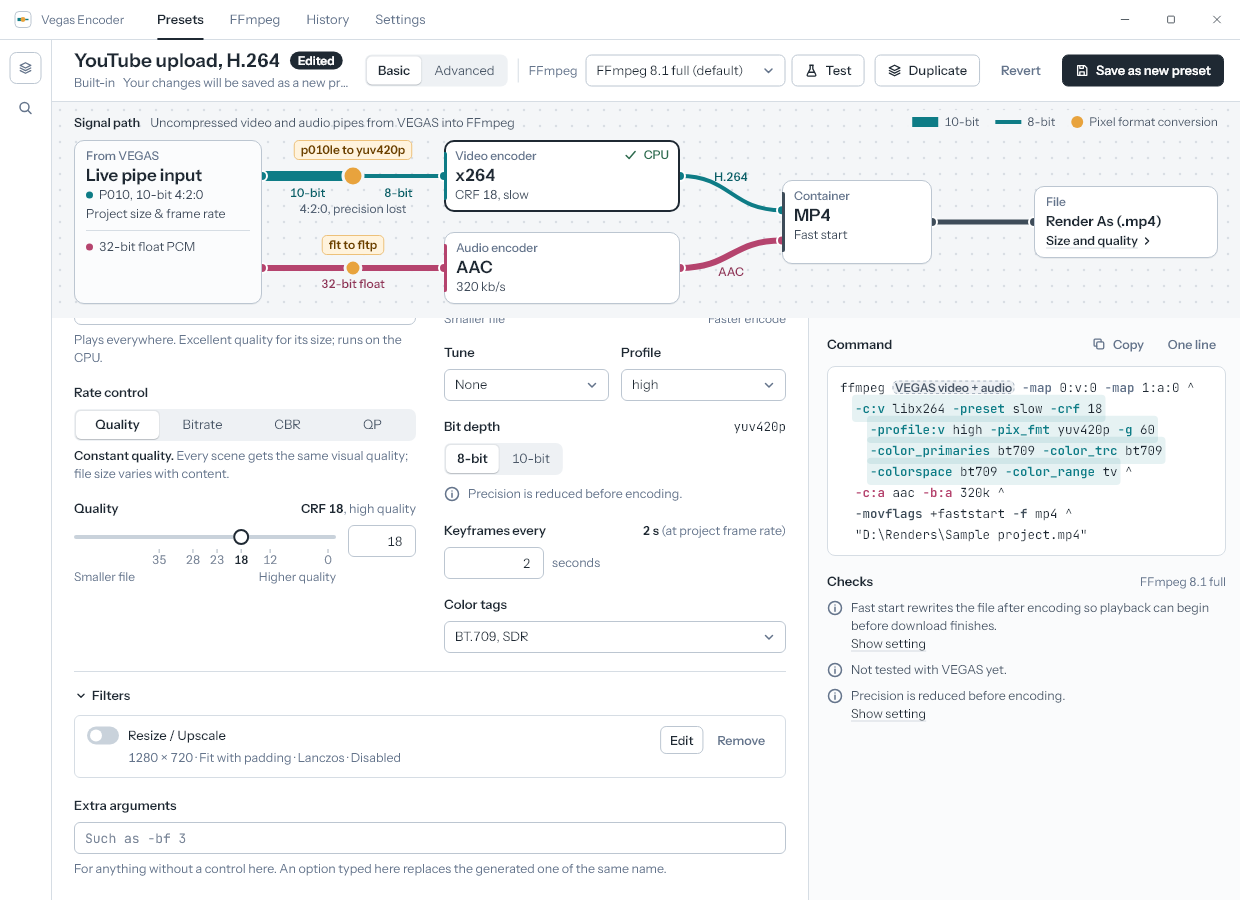 Vegas Encoder
Presets
FFmpeg
History
Settings
YouTube upload, H.264
Edited
Built-in Your changes will be saved as a new pr...
Basic
Advanced
FFmpeg
FFmpeg 8.1 full (default)
Test
Duplicate
Revert
Save as new preset
Signal path Uncompressed video and audio pipes from VEGAS into FFmpeg
10-bit
8-bit
Pixel format conversion
From VEGAS
Live pipe input
P010, 10-bit 4:2:0
Project size & frame rate
32-bit float PCM
p010le to yuv420p
10-bit
8-bit
4:2:0, precision lost
flt to fltp
32-bit float
Video encoder
CPU
x264
CRF 18, slow
Audio encoder
AAC
320 kb/s
H.264
AAC
Container
MP4
Fast start
File
Render As (.mp4)
Size and quality
Plays everywhere. Excellent quality for its size; runs on the
CPU.
Rate control
Quality
Bitrate
CBR
QP
Constant quality. Every scene gets the same visual quality;
file size varies with content.
Quality
CRF 18, high quality
18
35 28 23 18 12 0
Smaller file
Higher quality
Smaller file
Faster encode
Tune
Profile
None
high
Bit depth
yuv420p
8-bit
10-bit
Precision is reduced before encoding.
Keyframes every
2 s (at project frame rate)
2
seconds
Color tags
BT.709, SDR
Filters
Resize / Upscale
1280 × 720 · Fit with padding · Lanczos · Disabled
Edit
Remove
Extra arguments
Such as -bf 3
For anything without a control here. An option typed here replaces the generated one of the same name.
Command
Copy
One line
ffmpeg VEGAS video + audio -map 0:v:0 -map 1:a:0 ^
-c:v libx264 -preset slow -crf 18
-profile:v high -pix_fmt yuv420p -g 60
-color_primaries bt709 -color_trc bt709
-colorspace bt709 -color_range tv ^
-c:a aac -b:a 320k ^
-movflags +faststart -f mp4 ^
"D:\Renders\Sample project.mp4"
Checks
FFmpeg 8.1 full
Fast start rewrites the file after encoding so playback can begin
before download finishes.
Show setting
Not tested with VEGAS yet.
Precision is reduced before encoding.
Show setting